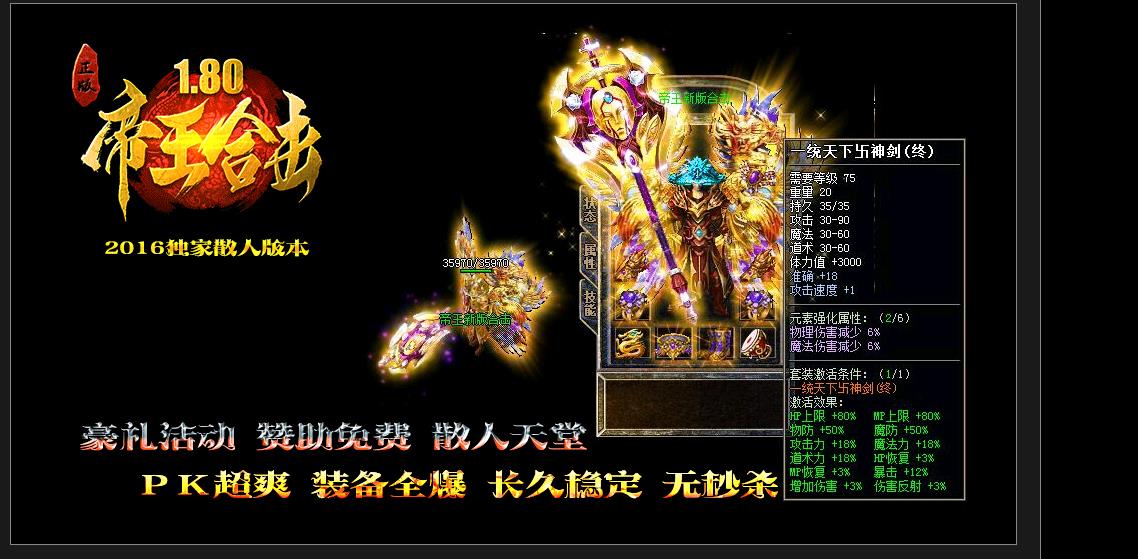 正版
1.80
帝王合击
2016独家散人版本
35970/35970
帝王新版合击
帝王新版合击
状态
属性
技能
豪礼活动 赞助免费 散人天堂
PK超爽 装备全爆 长久稳定 无秒杀
一统天下卐神剑(终)
需要等级 75
重量 20
持久 35/35
攻击 30-90
魔法 30-60
道术 30-60
体力值 +3000
准确 +18
攻击速度 +1
元素强化属性：（2/6）
物理伤害减少 6%
魔法伤害减少 6%
套装激活条件：（1/1）
一统天下卐神剑(终)
激活效果:
HP上限 +80% MP上限 +80%
物防 +50% 魔防 +50%
攻击力 +18% 魔法力 +18%
道术力 +18% HP恢复 +3%
MP恢复 +3% 暴击 +12%
增加伤害 +3% 伤害反射 +3%